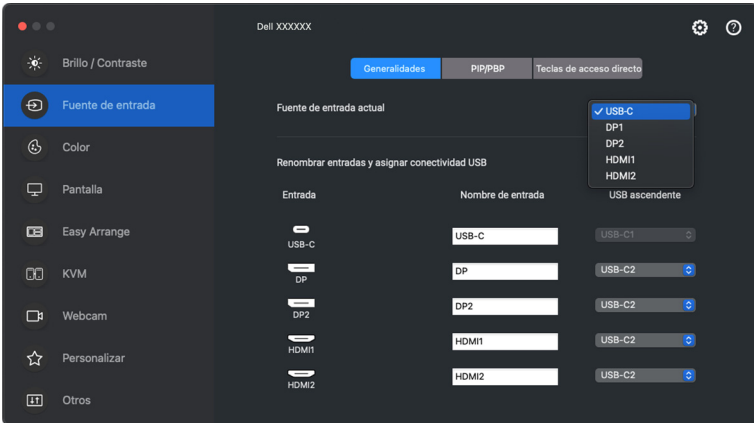 Dell XXXXXX
Brillo / Contraste
Fuente de entrada
Color
Pantalla
Easy Arrange
KVM
Webcam
Personalizar
Otros
Generalidades PIP/PBP Teclas de acceso directo
Fuente de entrada actual
✓ USB-C
DP1
DP2
HDMI1
HDMI2
Renombrar entradas y asignar conectividad USB
Entrada Nombre de entrada USB ascendente
USB-C USB-C USB-C1
DP DP USB-C2
DP2 DP2 USB-C2
HDMI1 HDMI1 USB-C2
HDMI2 HDMI2 USB-C2